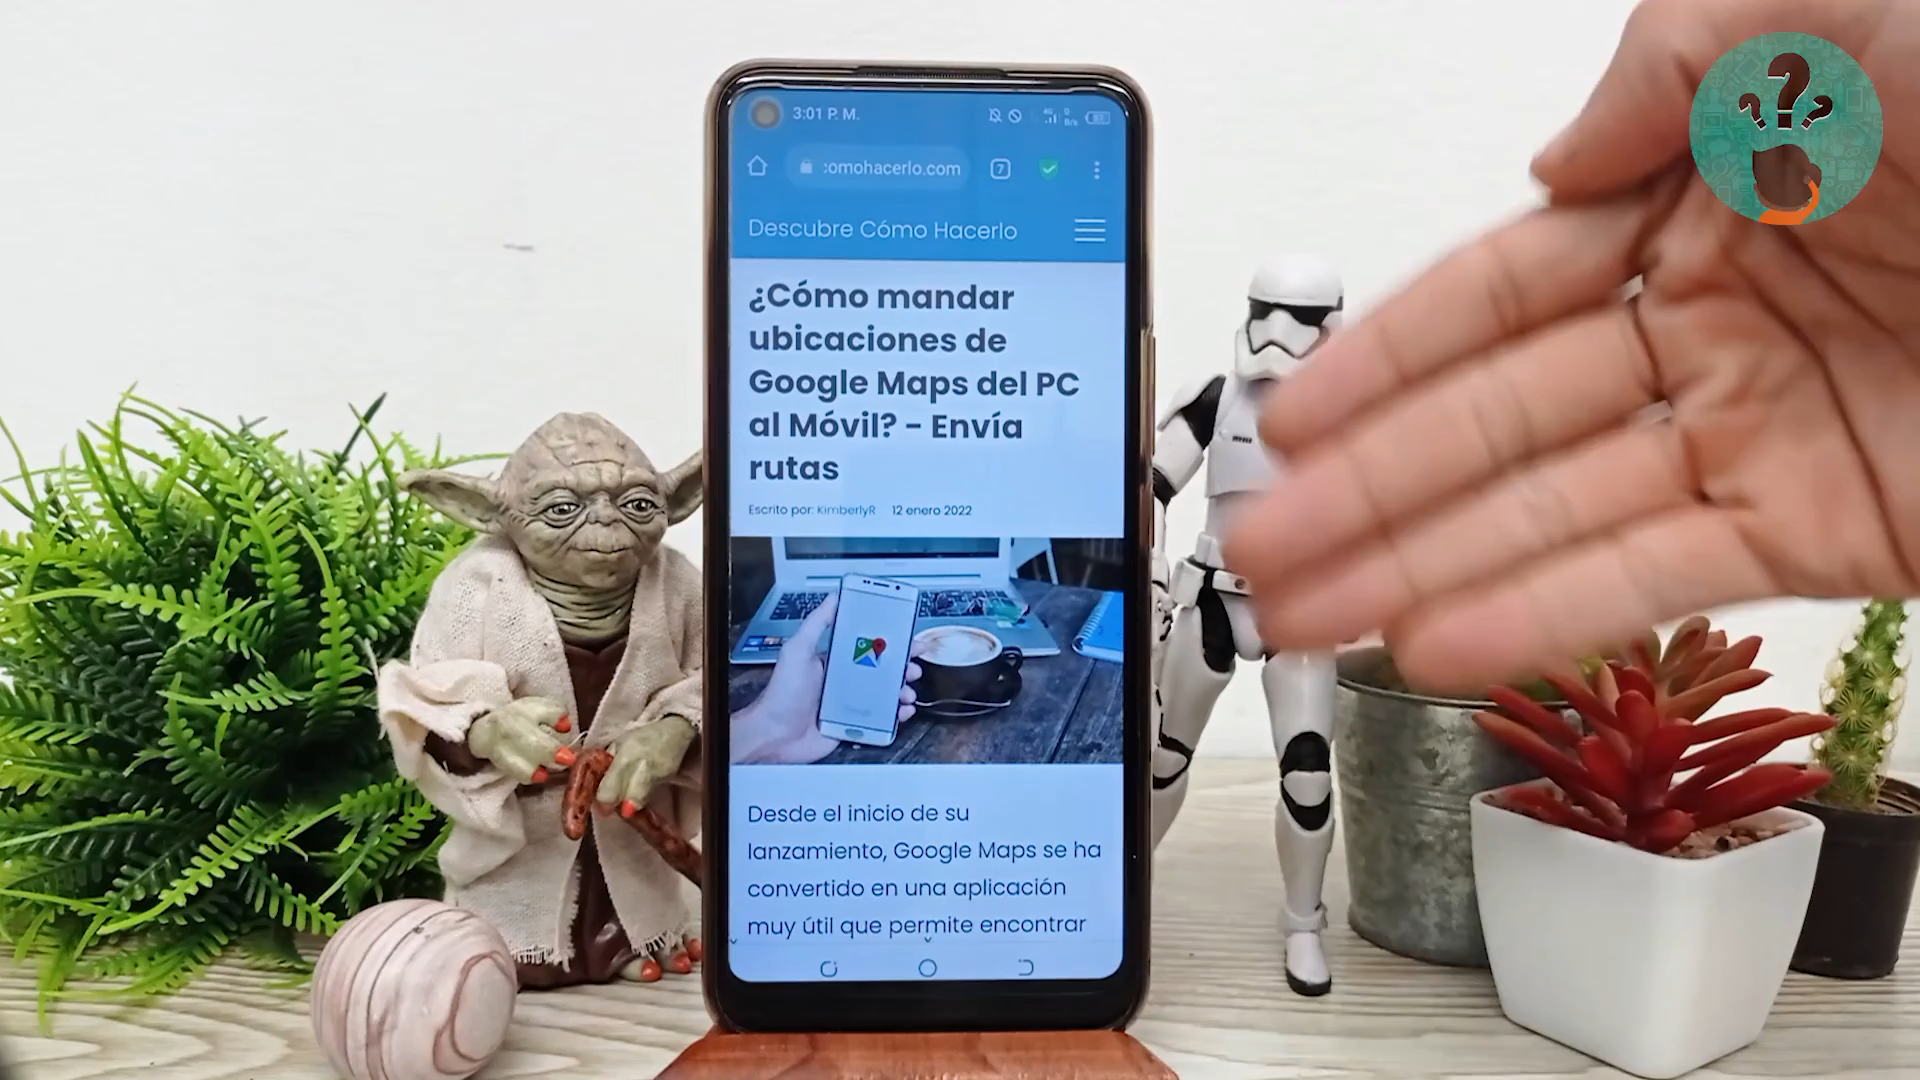 3:01 P. M.
:omohacerlo.com
7
Descubre Cómo Hacerlo
¿Cómo mandar
ubicaciones de
Google Maps del PC
al Móvil? - Envía
rutas
Escrito por: KimberlyR 12 enero 2022
Desde el inicio de su
lanzamiento, Google Maps se ha
convertido en una aplicación
muy útil que permite encontrar